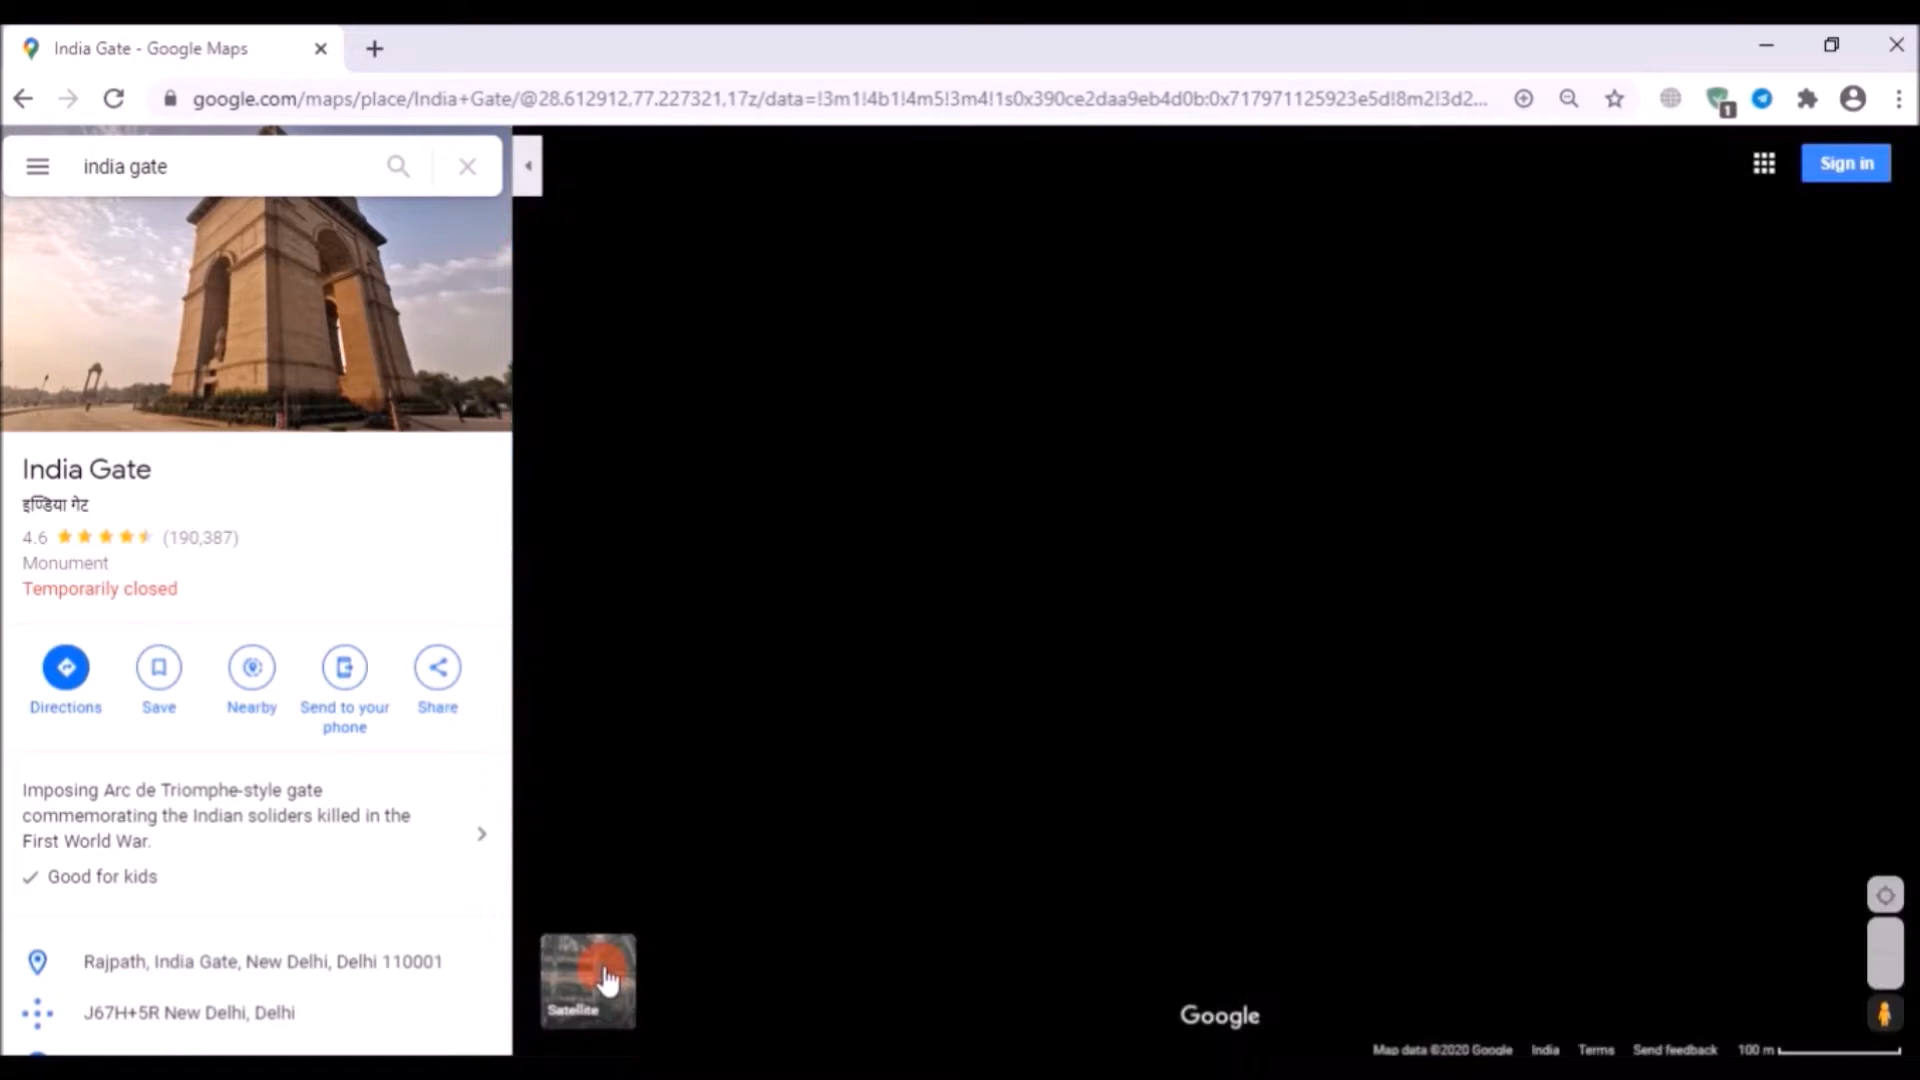 India Gate - Google Maps
google.com/maps/place/India+Gate/@28.612912,77.227321,17z/data=!3m1!4b1!4m5!3m4!1s0x390ce2daa9eb4d0b:0x717971125923e5d!8m2!3d2...
1
india gate
Sign in
India Gate
इण्डिया गेट
4.6 (190,387)
Monument
Temporarily closed
Directions
Save
Nearby
Send to your
phone
Share
Imposing Arc de Triomphe-style gate
commemorating the Indian soliders killed in the
First World War.
Good for kids
Rajpath, India Gate, New Delhi, Delhi 110001
J67H+5R New Delhi, Delhi
Satellite
Google
Map data ©2020 Google India Terms Send feedback 100 m